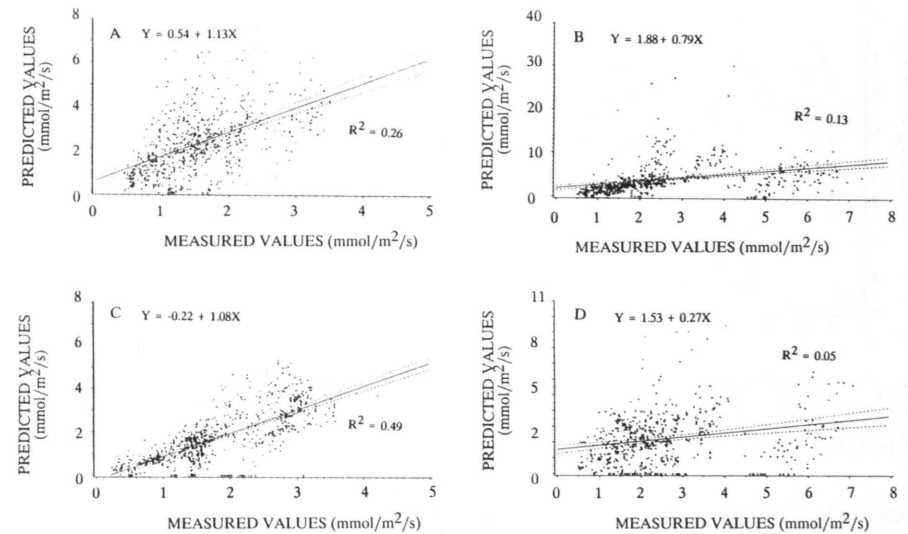 A Y = 0.54 + 1.13X
R² = 0.26
PREDICTED VALUES
(mmol/m²/s)
8
6
4
2
0
0 1 2 3 4 5
MEASURED VALUES (mmol/m²/s)
B Y = 1.88 + 0.79X
R² = 0.13
PREDICTED VALUES
(mmol/m²/s)
40
30
20
10
0
0 1 2 3 4 5 6 7 8
MEASURED VALUES (mmol/m²/s)
C Y = -0.22 + 1.08X
R² = 0.49
PREDICTED VALUES
(mmol/m²/s)
8
6
4
2
0
0 1 2 3 4 5
MEASURED VALUES (mmol/m²/s)
D Y = 1.53 + 0.27X
R² = 0.05
PREDICTED VALUES
(mmol/m²/s)
11
8
5
2
0
0 1 2 3 4 5 6 7 8
MEASURED VALUES (mmol/m²/s)